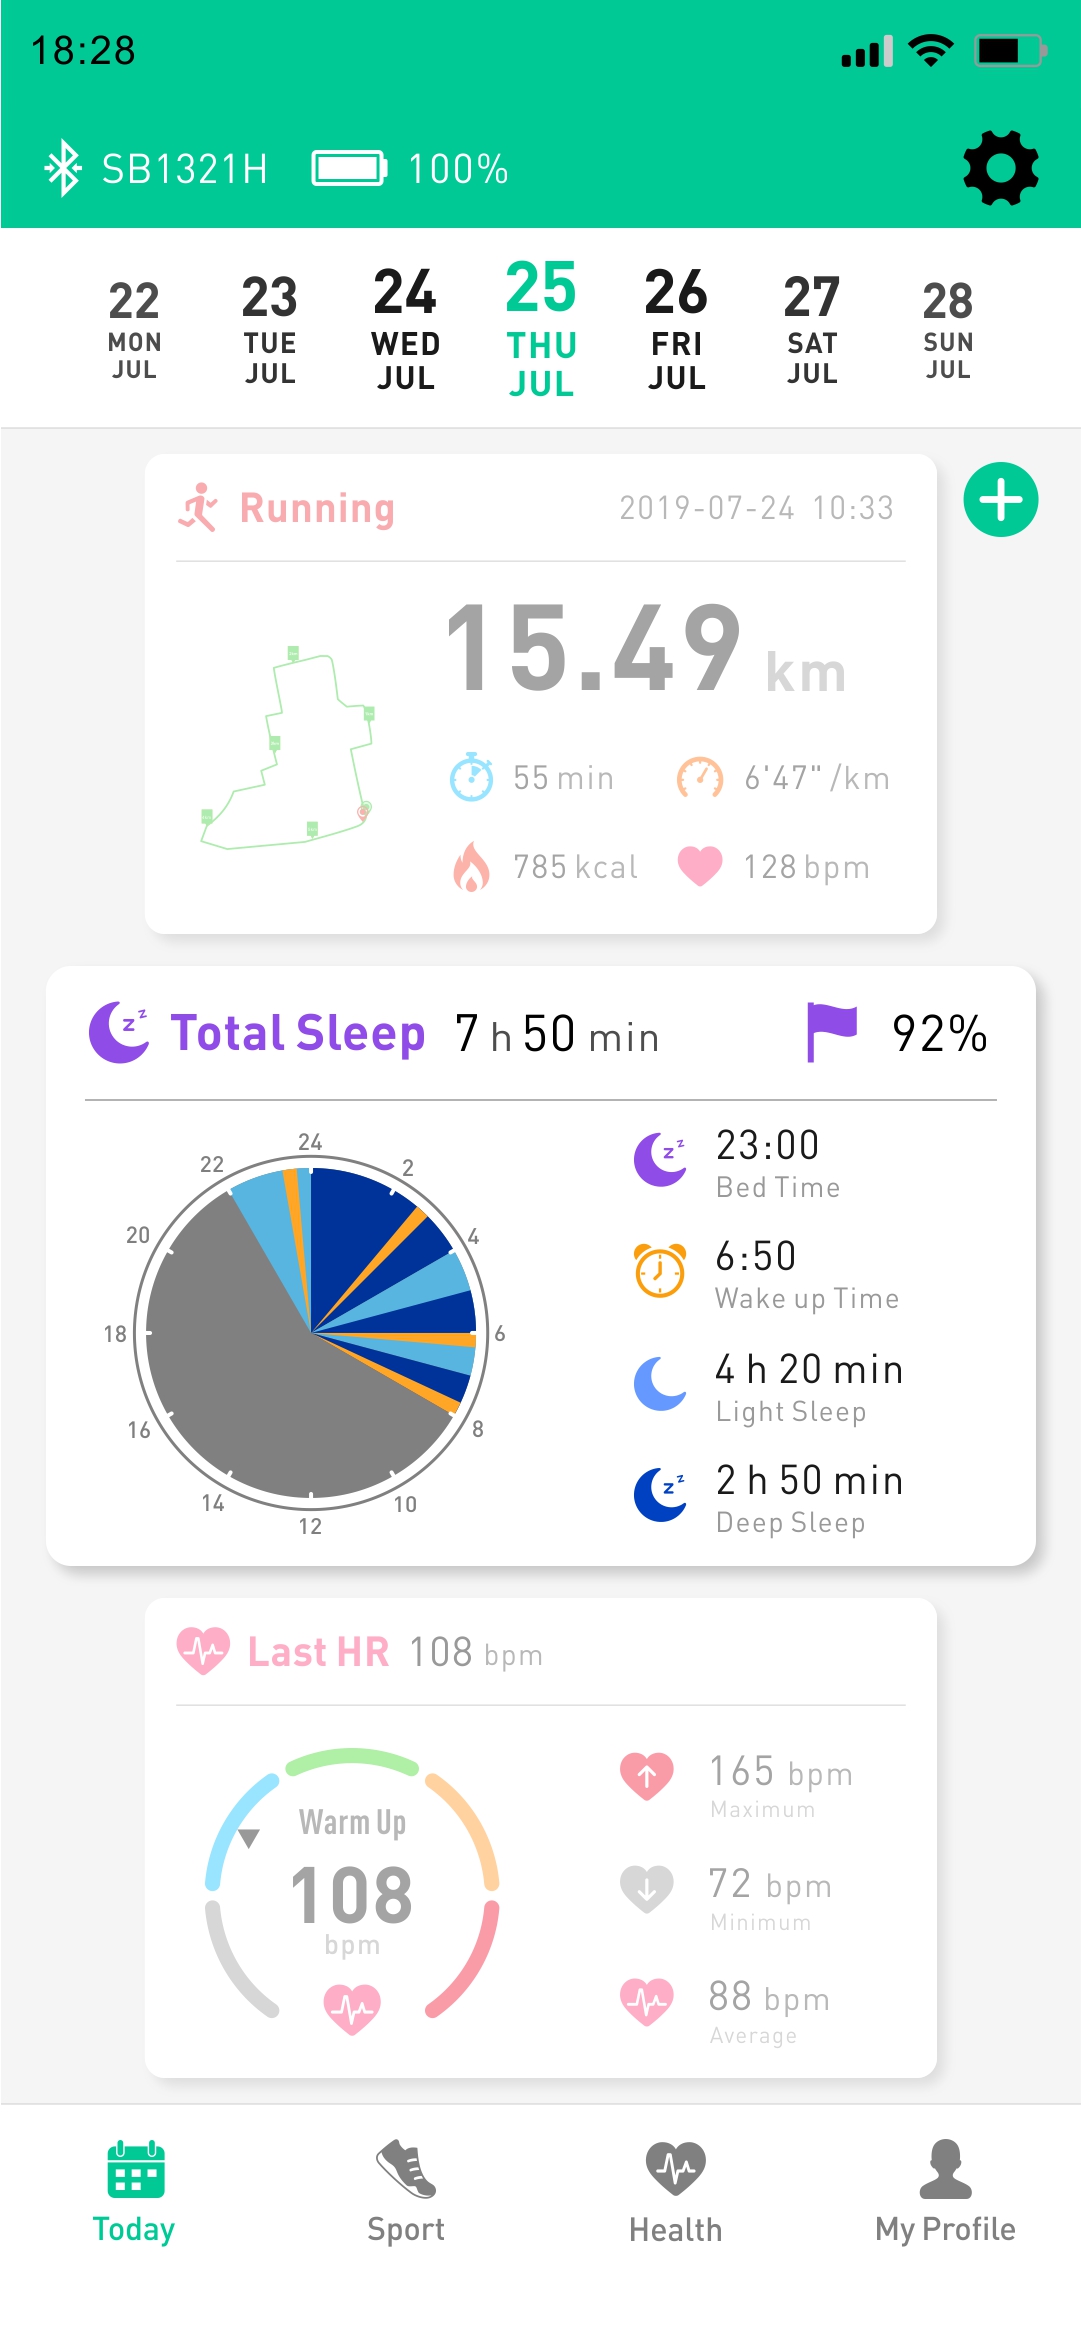 18:28
SB1321H 100%
22 23 24 25 26 27 28
MON TUE WED THU FRI SAT SUN
JUL JUL JUL JUL JUL JUL JUL
Running 2019-07-24 10:33
15.49 km
55 min 6'47" /km
785 kcal 128 bpm
Total Sleep 7 h 50 min 92%
24
22 2
20 4
18 6
16 8
14 10
12
23:00
Bed Time
6:50
Wake up Time
4 h 20 min
Light Sleep
2 h 50 min
Deep Sleep
Last HR 108 bpm
Warm Up
108
bpm
165 bpm
Maximum
72 bpm
Minimum
88 bpm
Average
Today Sport Health My Profile